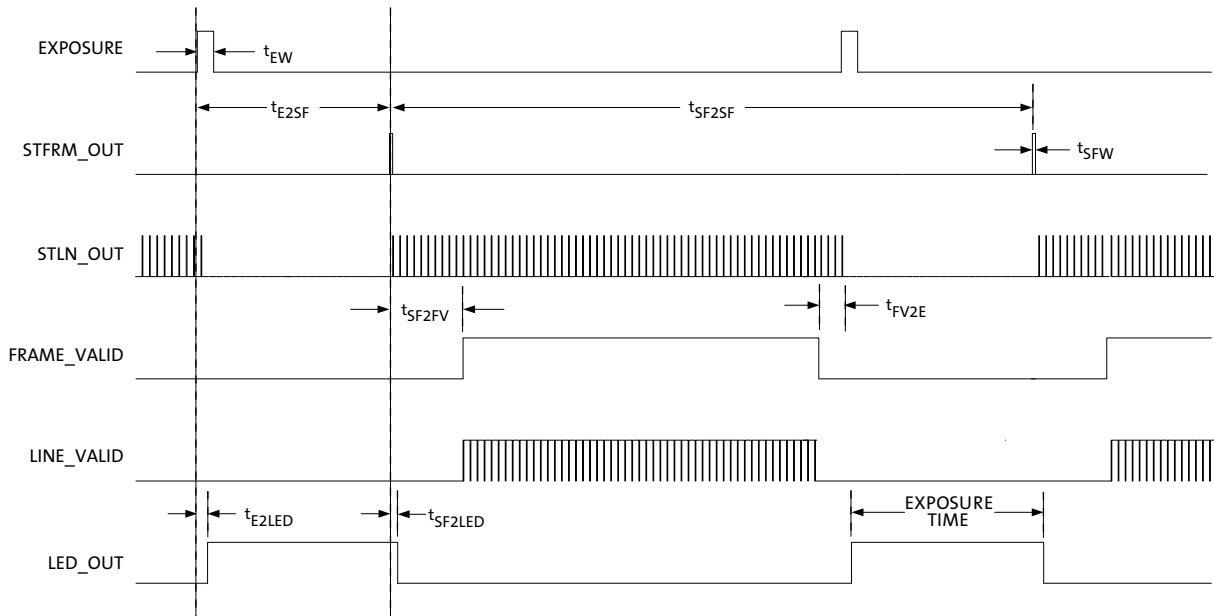 EXPOSURE
tEW
tE2SF
tSF2SF
STFRM_OUT
tSFW
STLN_OUT
tSF2FV
tFV2E
FRAME_VALID
LINE_VALID
tE2LED
tSF2LED
EXPOSURE
TIME
LED_OUT